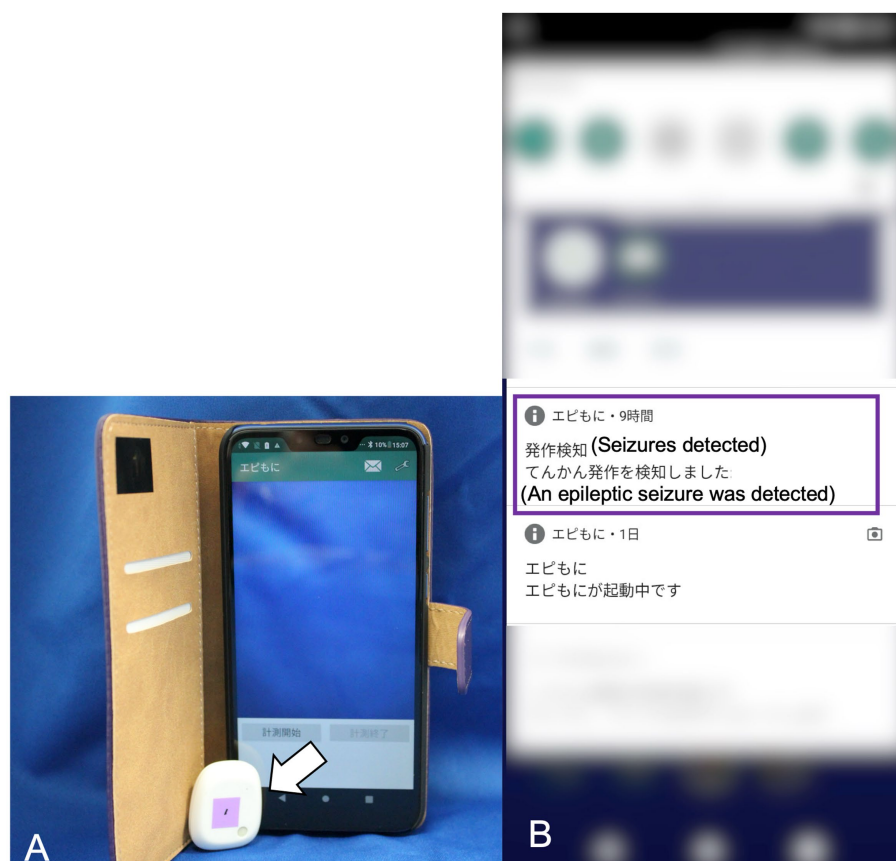 10% 15:07
エピもに
計測開始 計測終了
A
エピもに・9時間
発作検知 (Seizures detected)
てんかん発作を検知しました
(An epileptic seizure was detected)
エピもに・1日
エピもに
エピもにが起動中です
B